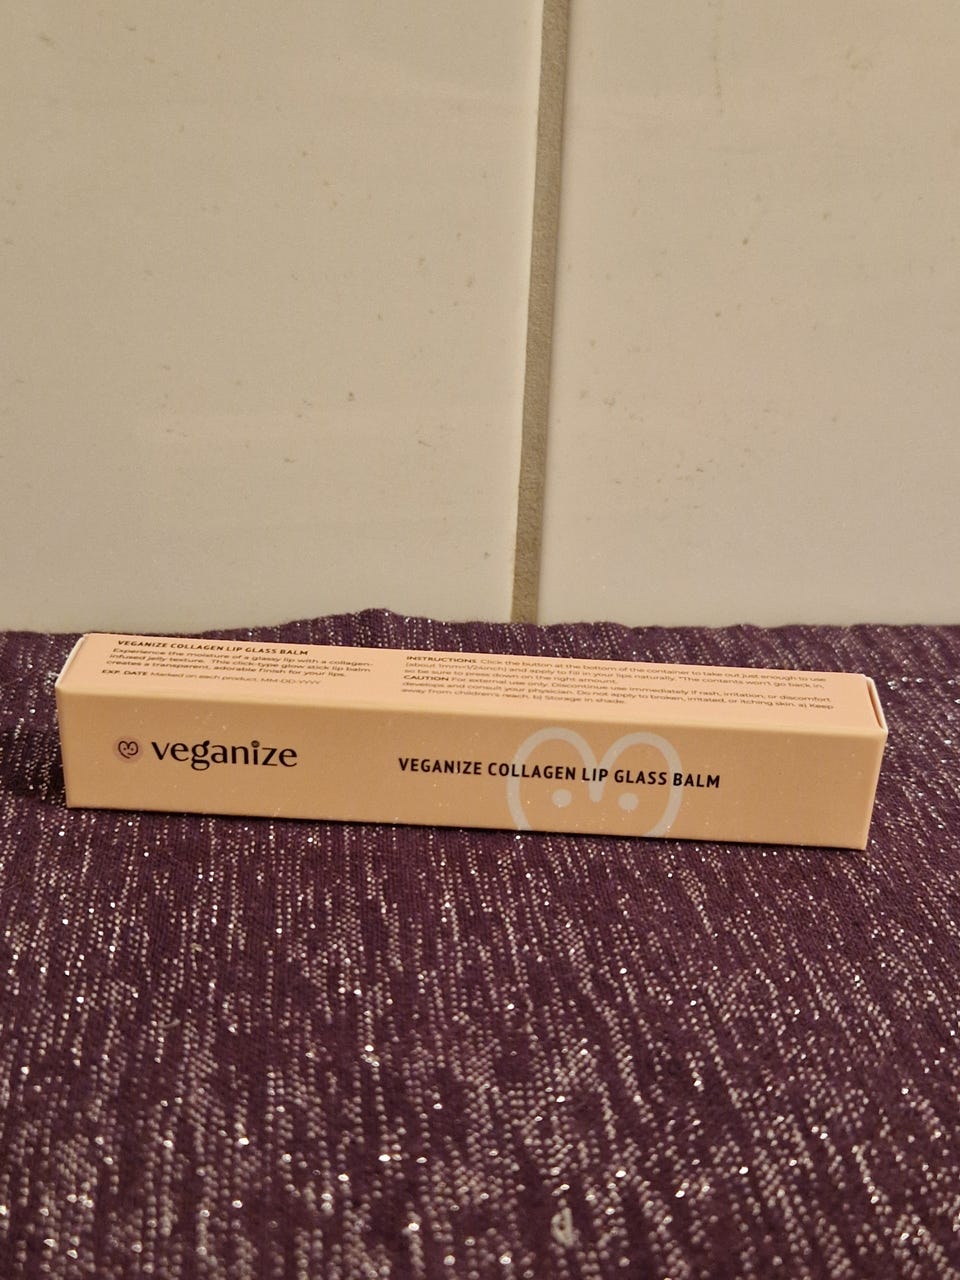 VEGANIZE COLLAGEN LIP GLASS BALM
Experience the moisture of a glassy lip with a collagen-
infused jelly texture. This click-type glow stick lip balm
creates a transparent, adorable finish for your lips.
EXP. DATE Marked on each product, MM-DD-YYYY
INSTRUCTIONS Click the button at the bottom of the container to take out just enough to use
(about 1mm=1/24inch) and apply to fill in your lips naturally. *The contents won't go back in,
so be sure to press down on the right amount.
CAUTION For external use only. Discontinue use immediately if rash, irritation, or discomfort
develops and consult your physician. Do not apply to broken, irritated, or itching skin. a) Keep
away from children's reach. b) Storage in shade.
veganize
VEGANIZE COLLAGEN LIP GLASS BALM